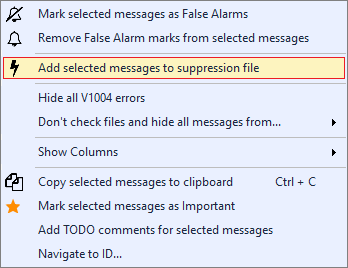 Mark selected messages as False Alarms
Remove False Alarm marks from selected messages
Add selected messages to suppression file
Hide all V1004 errors
Don't check files and hide all messages from...
Show Columns
Copy selected messages to clipboard Ctrl + C
Mark selected messages as Important
Add TODO comments for selected messages
Navigate to ID...